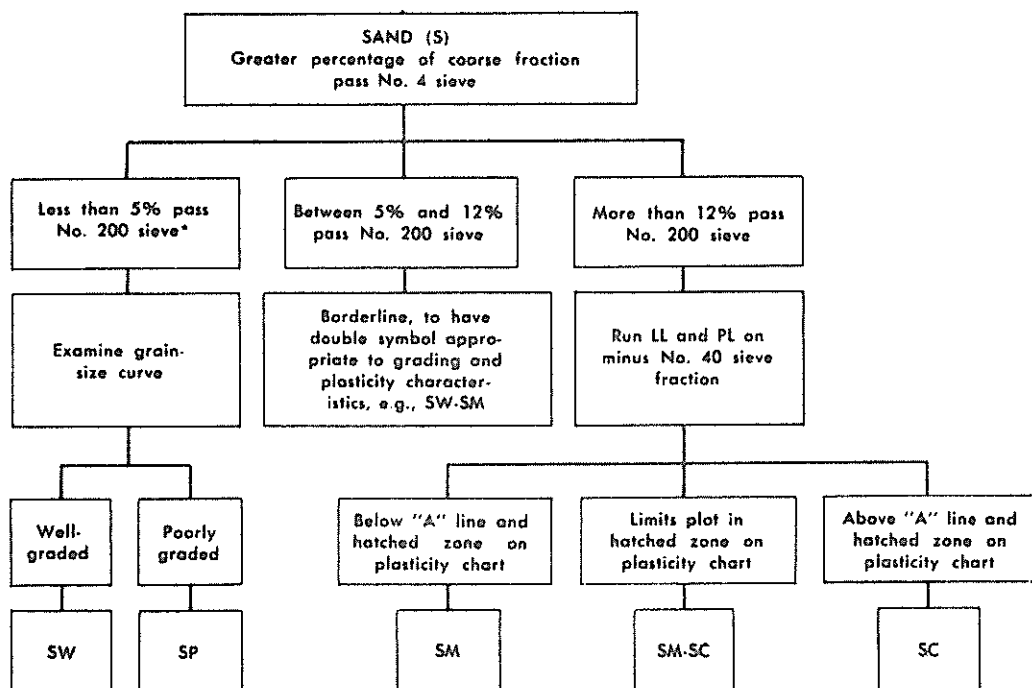 SAND (S)
Greater percentage of coarse fraction
pass No. 4 sieve
Less than 5% pass
No. 200 sieve*
Between 5% and 12%
pass No. 200 sieve
More than 12% pass
No. 200 sieve
Examine grain-
size curve
Borderline, to have
double symbol appro-
priate to grading and
plasticity character-
istics, e.g., SW-SM
Run LL and PL on
minus No. 40 sieve
fraction
Well-
graded
Poorly
graded
Below "A" line and
hatched zone on
plasticity chart
Limits plot in
hatched zone on
plasticity chart
Above "A" line and
hatched zone on
plasticity chart
SW
SP
SM
SM-SC
SC